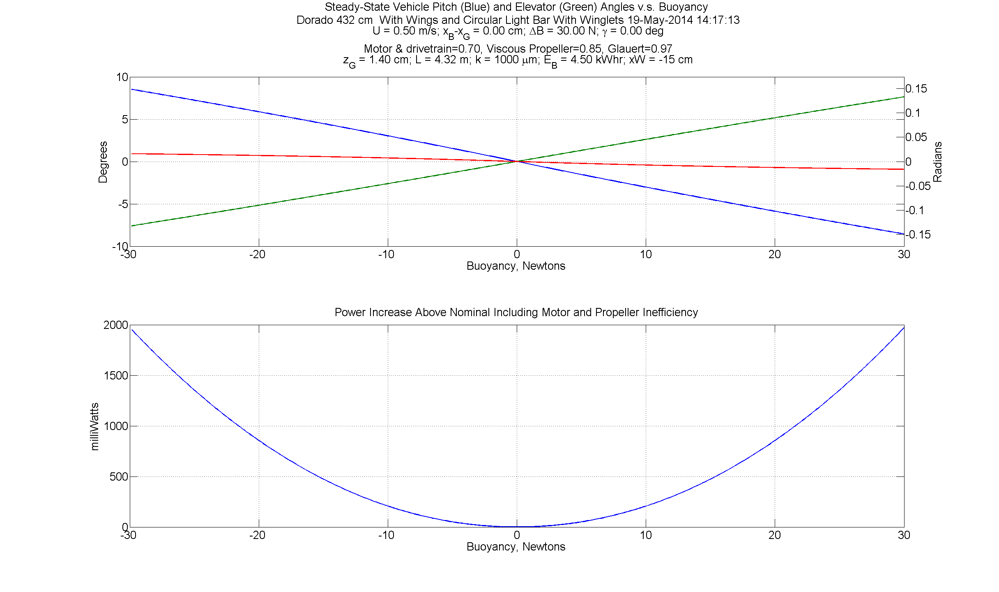 Steady-State Vehicle Pitch (Blue) and Elevator (Green) Angles v.s. Buoyancy
Dorado 432 cm  With Wings and Circular Light Bar With Winglets 19-May-2014 14:17:13
U = 0.50 m/s; xB-xG = 0.00 cm; ΔB = 30.00 N; γ = 0.00 deg
Motor & drivetrain=0.70, Viscous Propeller=0.85, Glauert=0.97
zG = 1.40 cm; L = 4.32 m; k = 1000 μm; EB = 4.50 kWhr; xW = -15 cm
10
5
0
-5
-10
Degrees
0.15
0.1
0.05
0
-0.05
-0.1
-0.15
Radians
-30 -20 -10 0 10 20 30
Buoyancy, Newtons
Power Increase Above Nominal Including Motor and Propeller Inefficiency
2000
1500
1000
500
0
milliWatts
-30 -20 -10 0 10 20 30
Buoyancy, Newtons